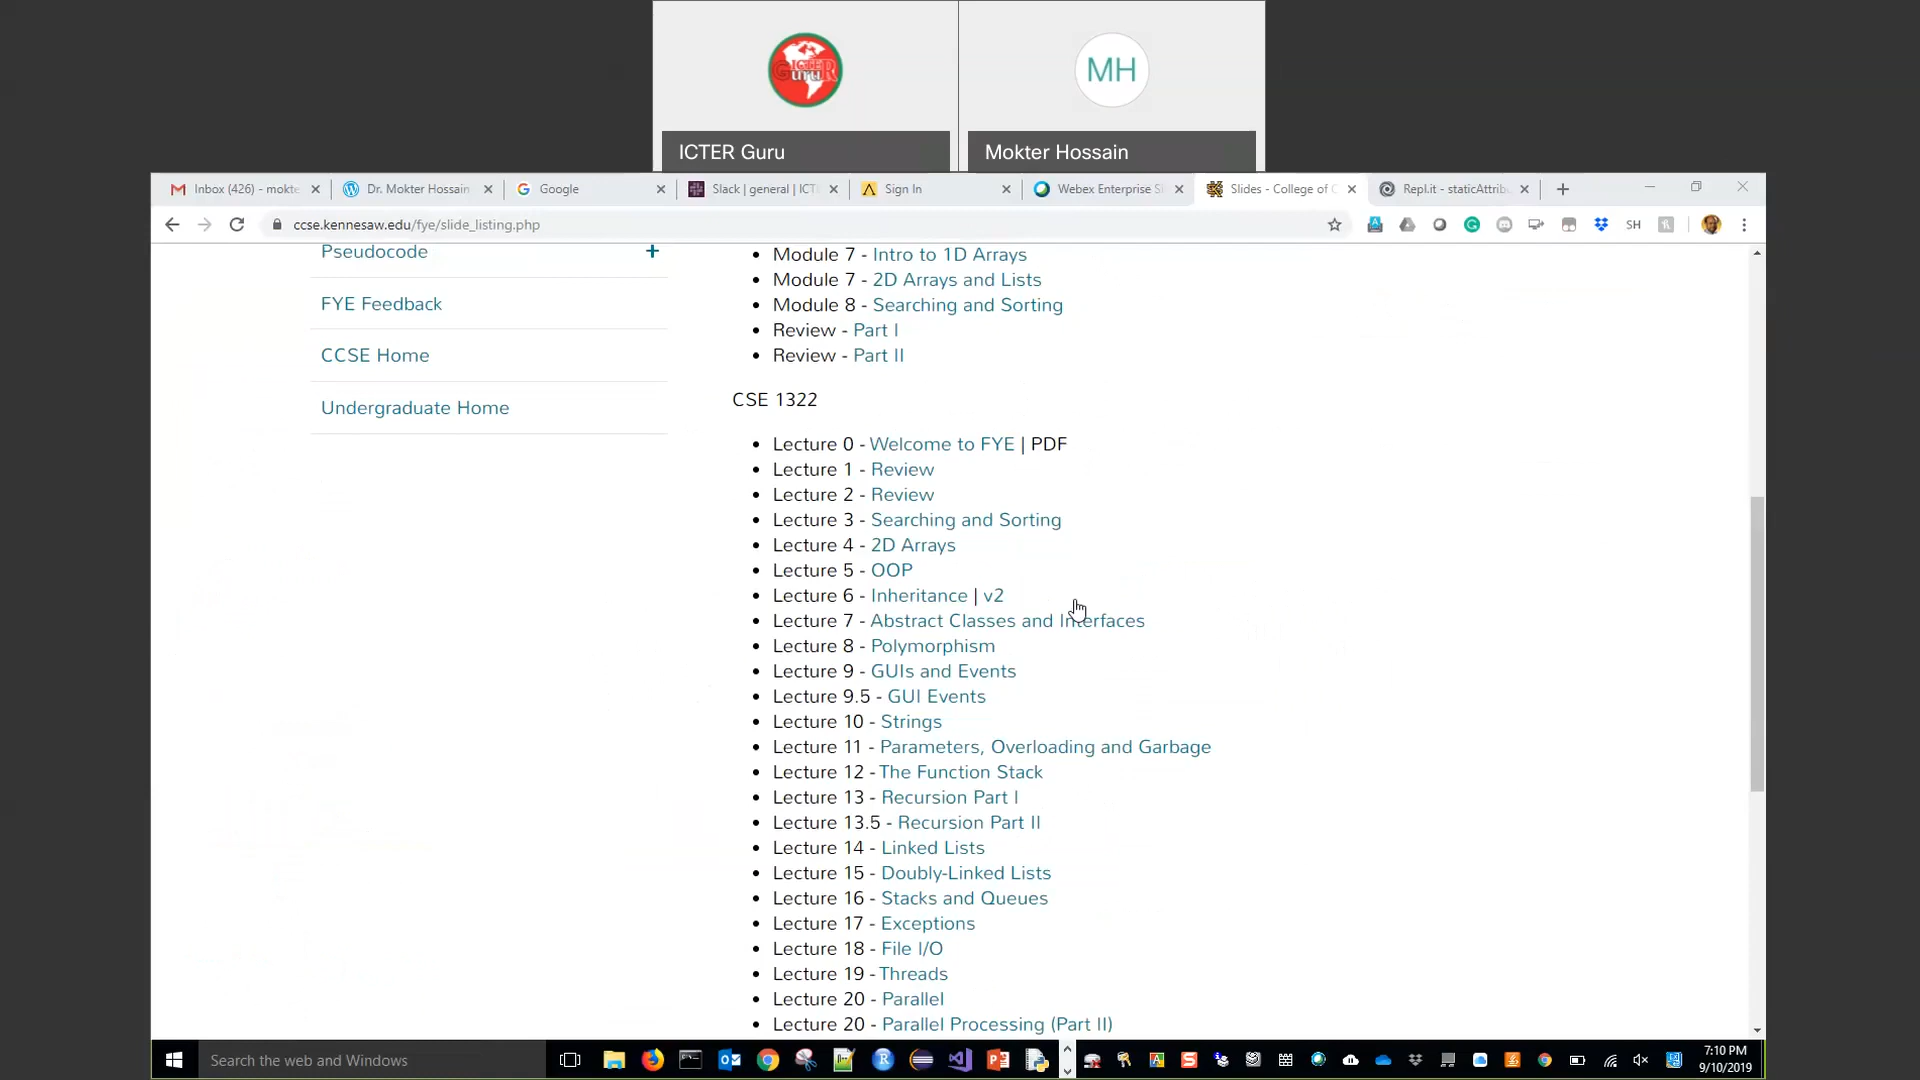 ICTER
Guru
MH
ICTER Guru
Mokter Hossain
Inbox (426) - mokte
Dr. Mokter Hossain
Google
Slack | general | ICT
Sign In
Webex Enterprise Si
Slides - College of C
Repl.it - staticAttrib
ccse.kennesaw.edu/fye/slide_listing.php
SH
Pseudocode +
FYE Feedback
CCSE Home
Undergraduate Home
• Module 7 - Intro to 1D Arrays
• Module 7 - 2D Arrays and Lists
• Module 8 - Searching and Sorting
• Review - Part I
• Review - Part II
CSE 1322
• Lecture 0 - Welcome to FYE | PDF
• Lecture 1 - Review
• Lecture 2 - Review
• Lecture 3 - Searching and Sorting
• Lecture 4 - 2D Arrays
• Lecture 5 - OOP
• Lecture 6 - Inheritance | v2
• Lecture 7 - Abstract Classes and Interfaces
• Lecture 8 - Polymorphism
• Lecture 9 - GUIs and Events
• Lecture 9.5 - GUI Events
• Lecture 10 - Strings
• Lecture 11 - Parameters, Overloading and Garbage
• Lecture 12 - The Function Stack
• Lecture 13 - Recursion Part I
• Lecture 13.5 - Recursion Part II
• Lecture 14 - Linked Lists
• Lecture 15 - Doubly-Linked Lists
• Lecture 16 - Stacks and Queues
• Lecture 17 - Exceptions
• Lecture 18 - File I/O
• Lecture 19 - Threads
• Lecture 20 - Parallel
• Lecture 20 - Parallel Processing (Part II)
Search the web and Windows
7:10 PM
9/10/2019